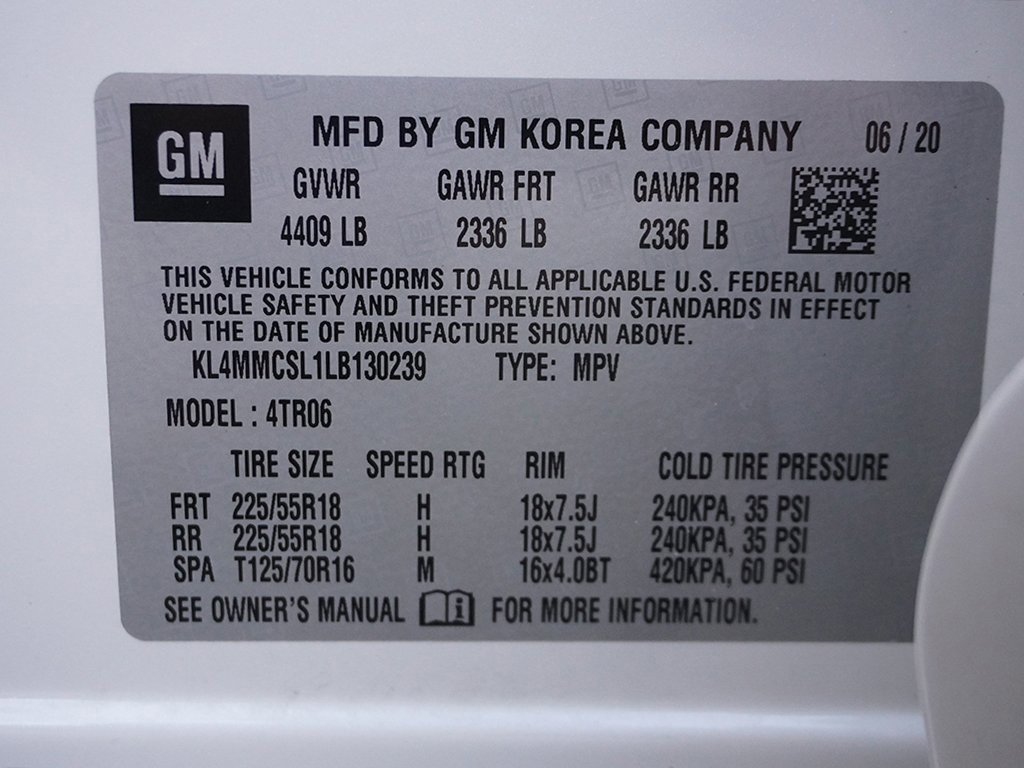 GM
MFD BY GM KOREA COMPANY 06 / 20
GVWR GAWR FRT GAWR RR
4409 LB 2336 LB 2336 LB
THIS VEHICLE CONFORMS TO ALL APPLICABLE U.S. FEDERAL MOTOR
VEHICLE SAFETY AND THEFT PREVENTION STANDARDS IN EFFECT
ON THE DATE OF MANUFACTURE SHOWN ABOVE.
KL4MMCSL1LB130239 TYPE: MPV
MODEL : 4TR06
TIRE SIZE SPEED RTG RIM COLD TIRE PRESSURE
FRT 225/55R18 H 18x7.5J 240KPA, 35 PSI
RR 225/55R18 H 18x7.5J 240KPA, 35 PSI
SPA T125/70R16 M 16x4.0BT 420KPA, 60 PSI
SEE OWNER'S MANUAL i FOR MORE INFORMATION.